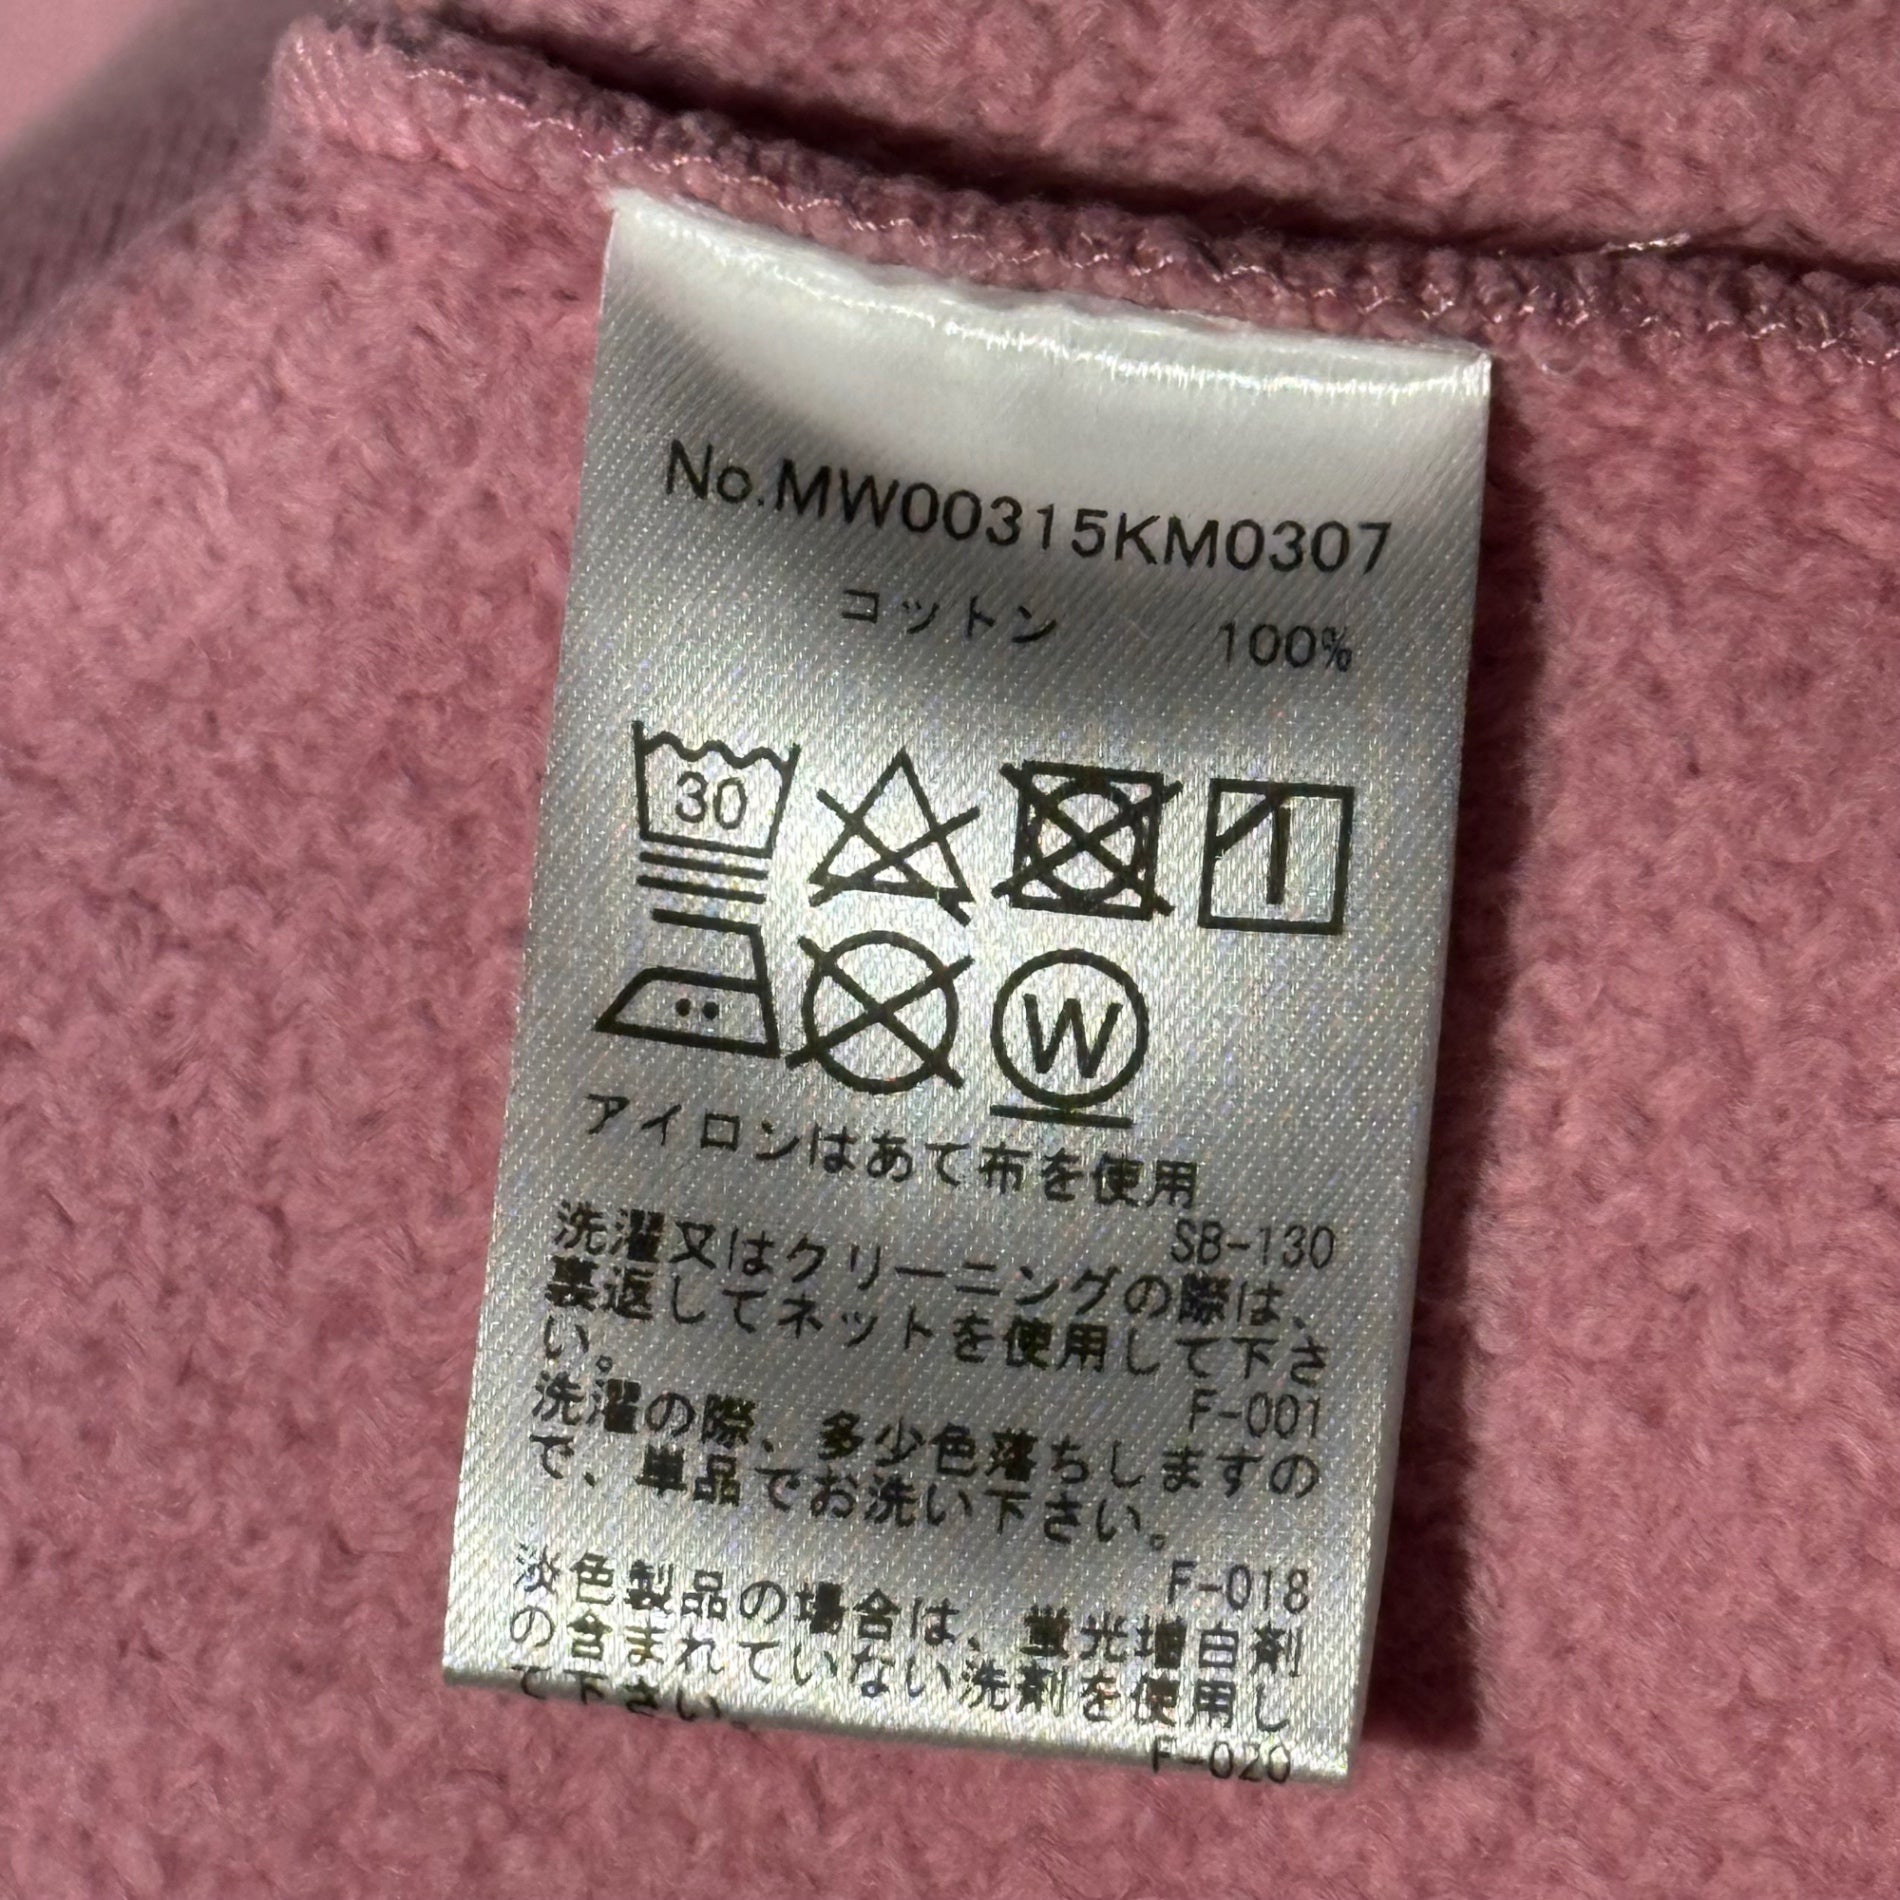 No.MW00315KM0307
コットン 100%
30
W
アイロンはあて布を使用
SB-130
洗濯又はクリーニングの際は、
裏返してネットを使用して下さ
い。
F-001
洗濯の際、多少色落ちしますの
で、単品でお洗い下さい。
F-018
淡色製品の場合は、蛍光増白剤
の含まれていない洗剤を使用し
て下さい。
F-020